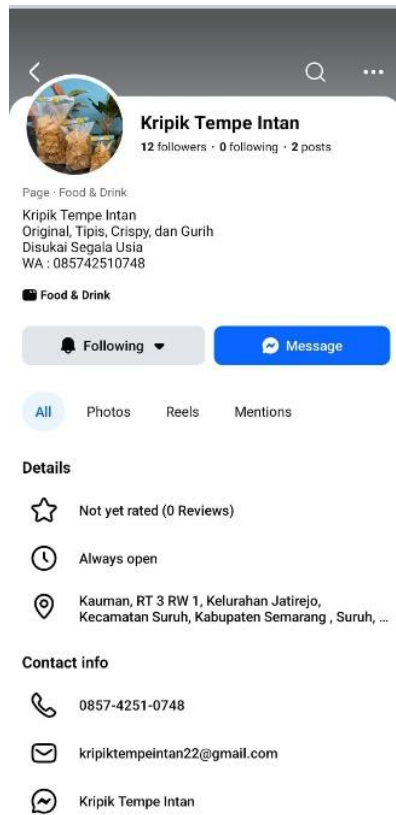 Kripik Tempe Intan
12 followers · 0 following · 2 posts
Page · Food & Drink
Kripik Tempe Intan
Original, Tipis, Crispy, dan Gurih
Disukai Segala Usia
WA : 085742510748
Food & Drink
Following
Message
All Photos Reels Mentions
Details
Not yet rated (0 Reviews)
Always open
Kauman, RT 3 RW 1, Kelurahan Jatirejo,
Kecamatan Suruh, Kabupaten Semarang , Suruh, ...
Contact info
0857-4251-0748
kripiktempeintan22@gmail.com
Kripik Tempe Intan